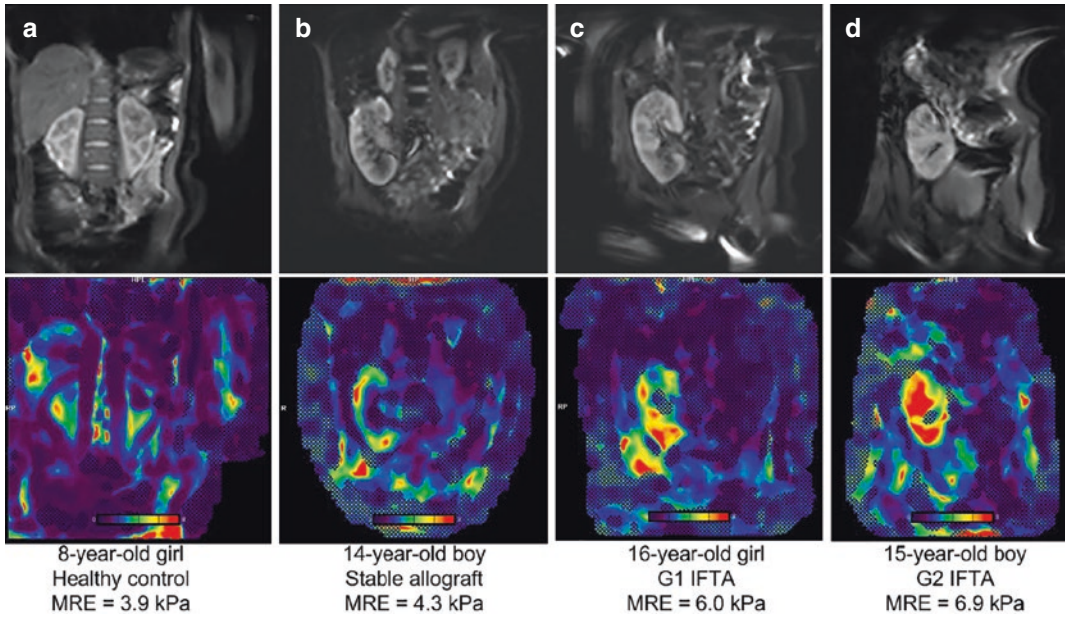 a
b
c
d
RP
R
RP
8-year-old girl
Healthy control
MRE = 3.9 kPa
14-year-old boy
Stable allograft
MRE = 4.3 kPa
16-year-old girl
G1 IFTA
MRE = 6.0 kPa
15-year-old boy
G2 IFTA
MRE = 6.9 kPa